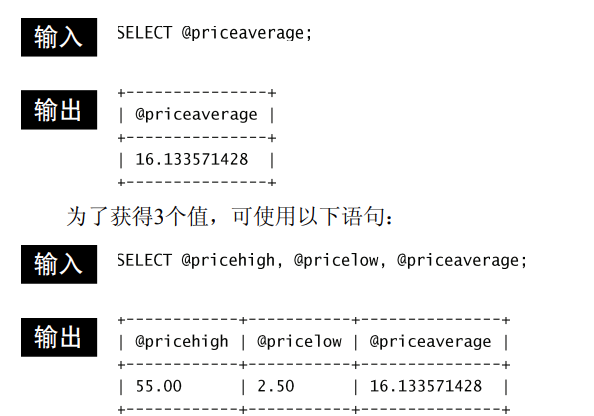 输入 SELECT @priceaverage;
+---------------+
输出 | @priceaverage |
+---------------+
| 16.133571428  |
+---------------+
为了获得3个值，可使用以下语句：
输入 SELECT @pricehigh, @pricelow, @priceaverage;
+------------+-----------+---------------+
输出 | @pricehigh | @pricelow | @priceaverage |
+------------+-----------+---------------+
| 55.00      | 2.50      | 16.133571428  |
+------------+-----------+---------------+